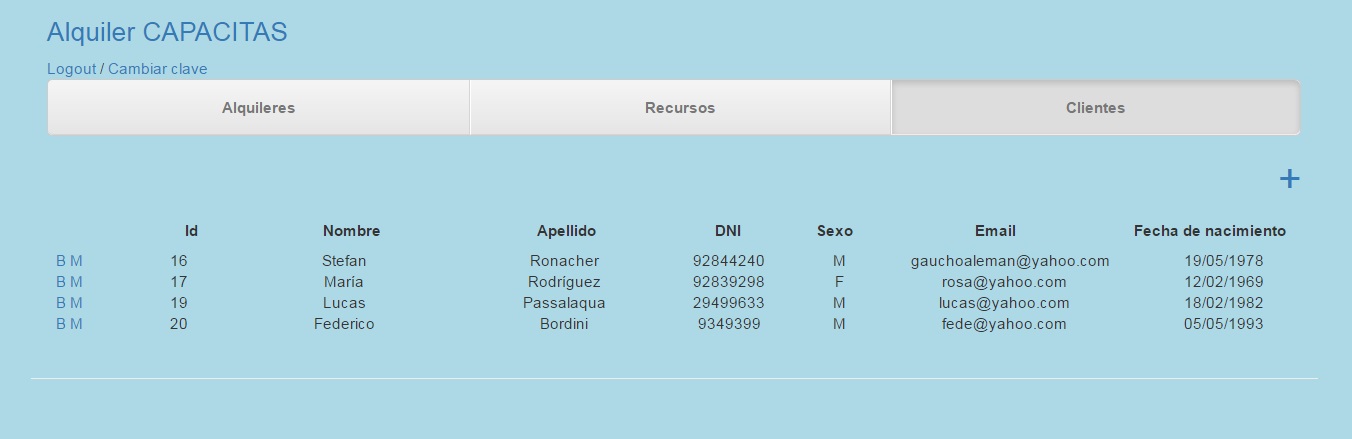 Alquiler CAPACITAS
Logout / Cambiar clave
Alquileres Recursos Clientes
+
Id Nombre Apellido DNI Sexo Email Fecha de nacimiento
B M 16 Stefan Ronacher 92844240 M gauchoaleman@yahoo.com 19/05/1978
B M 17 María Rodríguez 92839298 F rosa@yahoo.com 12/02/1969
B M 19 Lucas Passalaqua 29499633 M lucas@yahoo.com 18/02/1982
B M 20 Federico Bordini 9349399 M fede@yahoo.com 05/05/1993